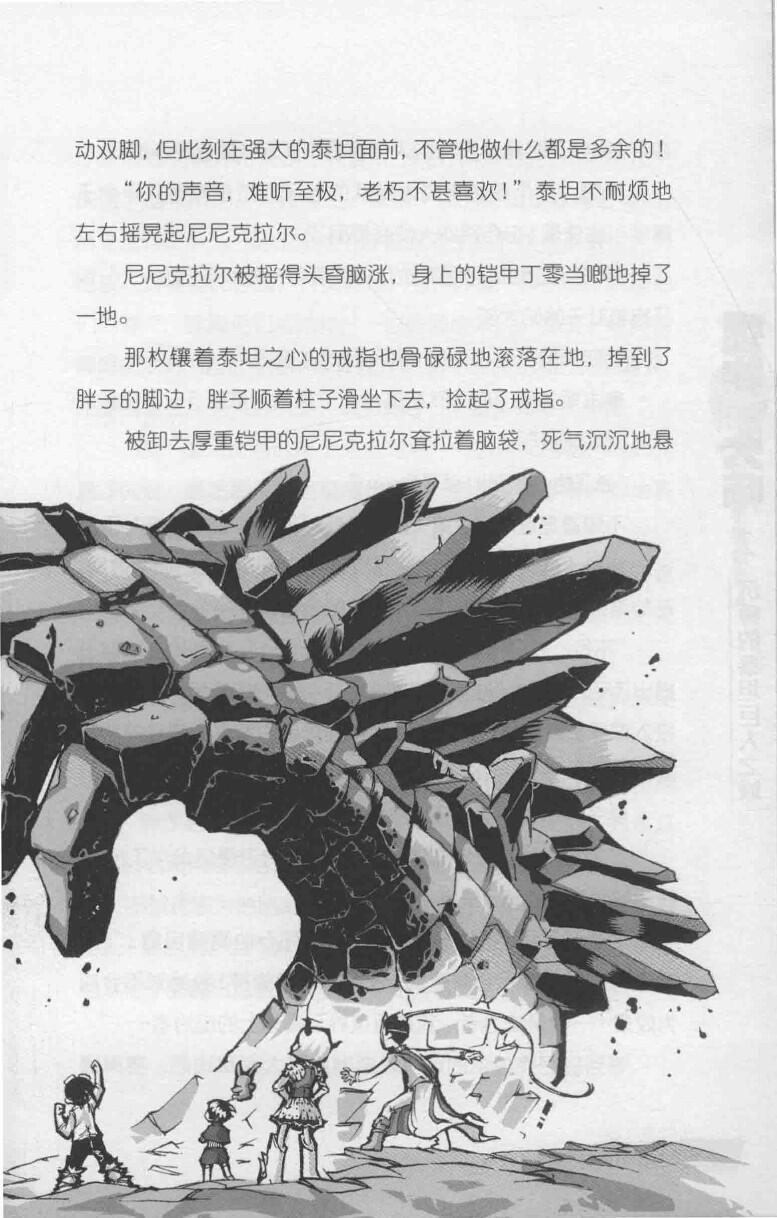 动双脚，但此刻在强大的泰坦面前，不管他做什么都是多余的！
“你的声音，难听至极，老朽不甚喜欢！”泰坦不耐烦地
左右摇晃起尼尼克拉尔。
尼尼克拉尔被摇得头昏脑涨，身上的铠甲丁零当啷地掉了
一地。
那枚镶着泰坦之心的戒指也骨碌碌地滚落在地，掉到了
胖子的脚边，胖子顺着柱子滑坐下去，捡起了戒指。
被卸去厚重铠甲的尼尼克拉尔耷拉着脑袋，死气沉沉地悬